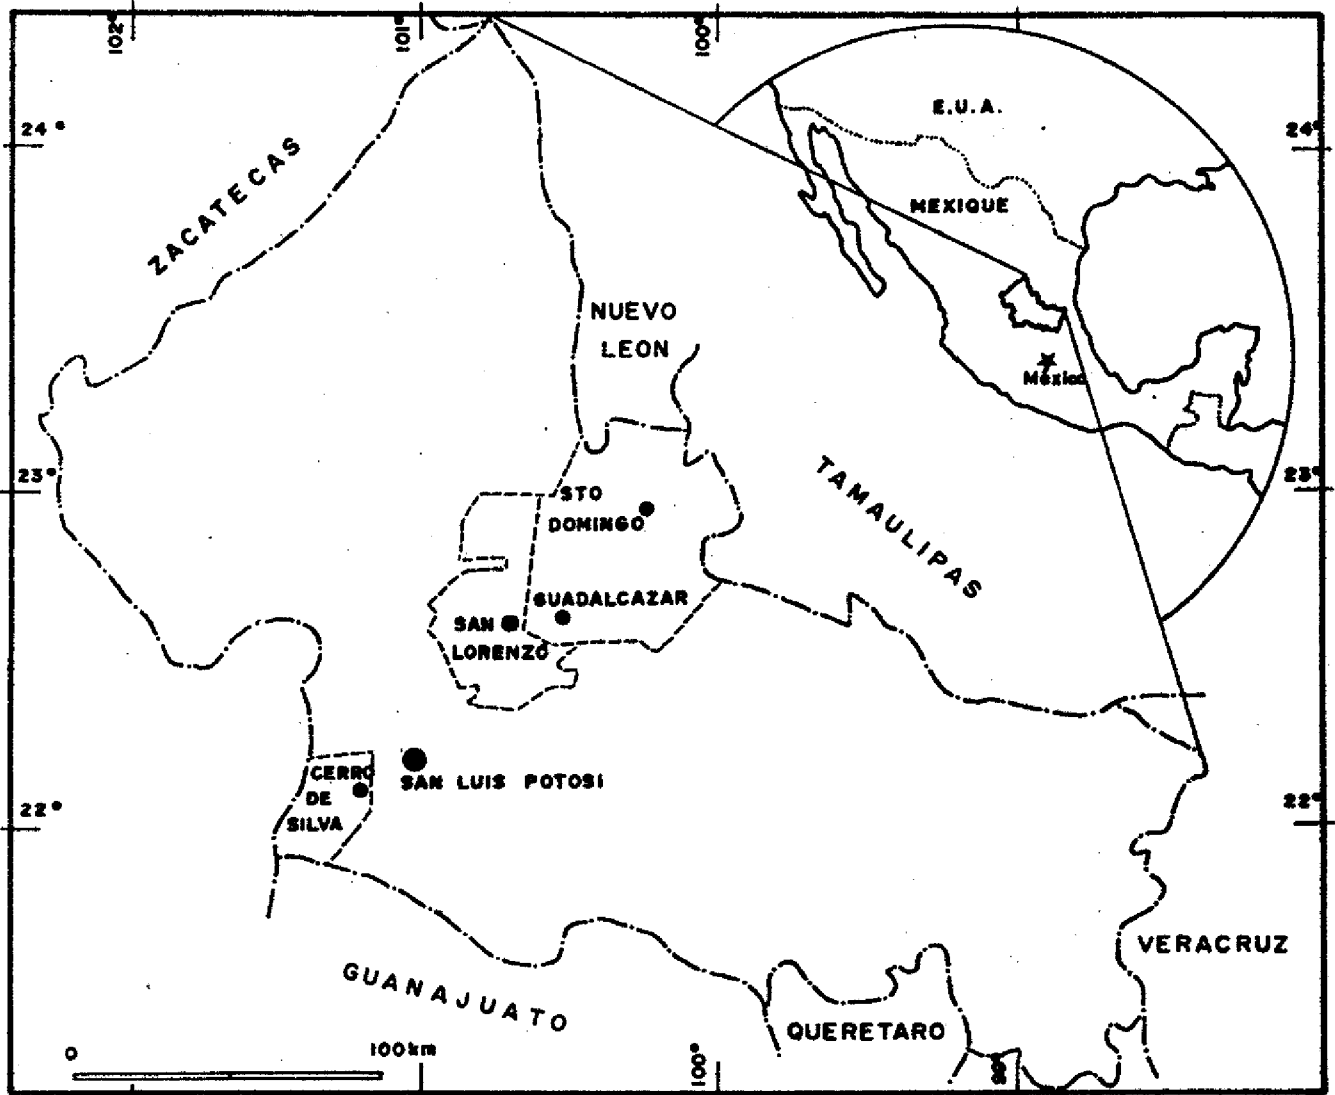 102°
101°
100°
24°
24°
E.U.A.
ZACATECAS
MEXIQUE
NUEVO
LEON
México
23°
23°
TAMAULIPAS
STO
DOMINGO
GUADALCAZAR
SAN
LORENZO
CERRO
DE
SILVA
SAN LUIS POTOSI
22°
22°
VERACRUZ
GUANAJUATO
QUERETARO
0
100km
100°
99°